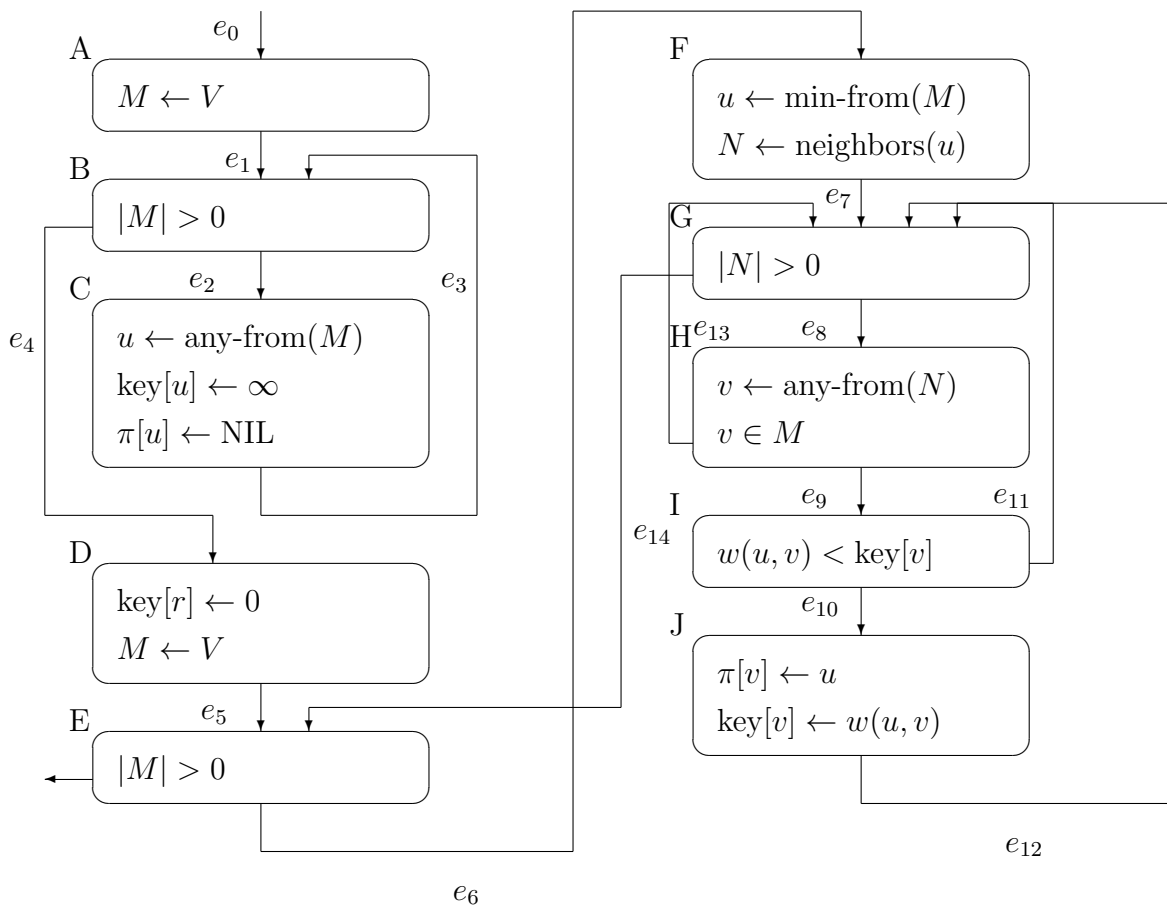 e₀
A
M ← V
e₁
B
|M| > 0
e₂
e₃
C
e₄
u ← any-from(M)
key[u] ← ∞
π[u] ← NIL
D
key[r] ← 0
M ← V
e₅
E
|M| > 0
e₆
F
u ← min-from(M)
N ← neighbors(u)
e₇
G
|N| > 0
e₁₃
e₈
H
v ← any-from(N)
v ∈ M
e₉
e₁₁
I
e₁₄
w(u, v) < key[v]
e₁₀
J
π[v] ← u
key[v] ← w(u, v)
e₁₂